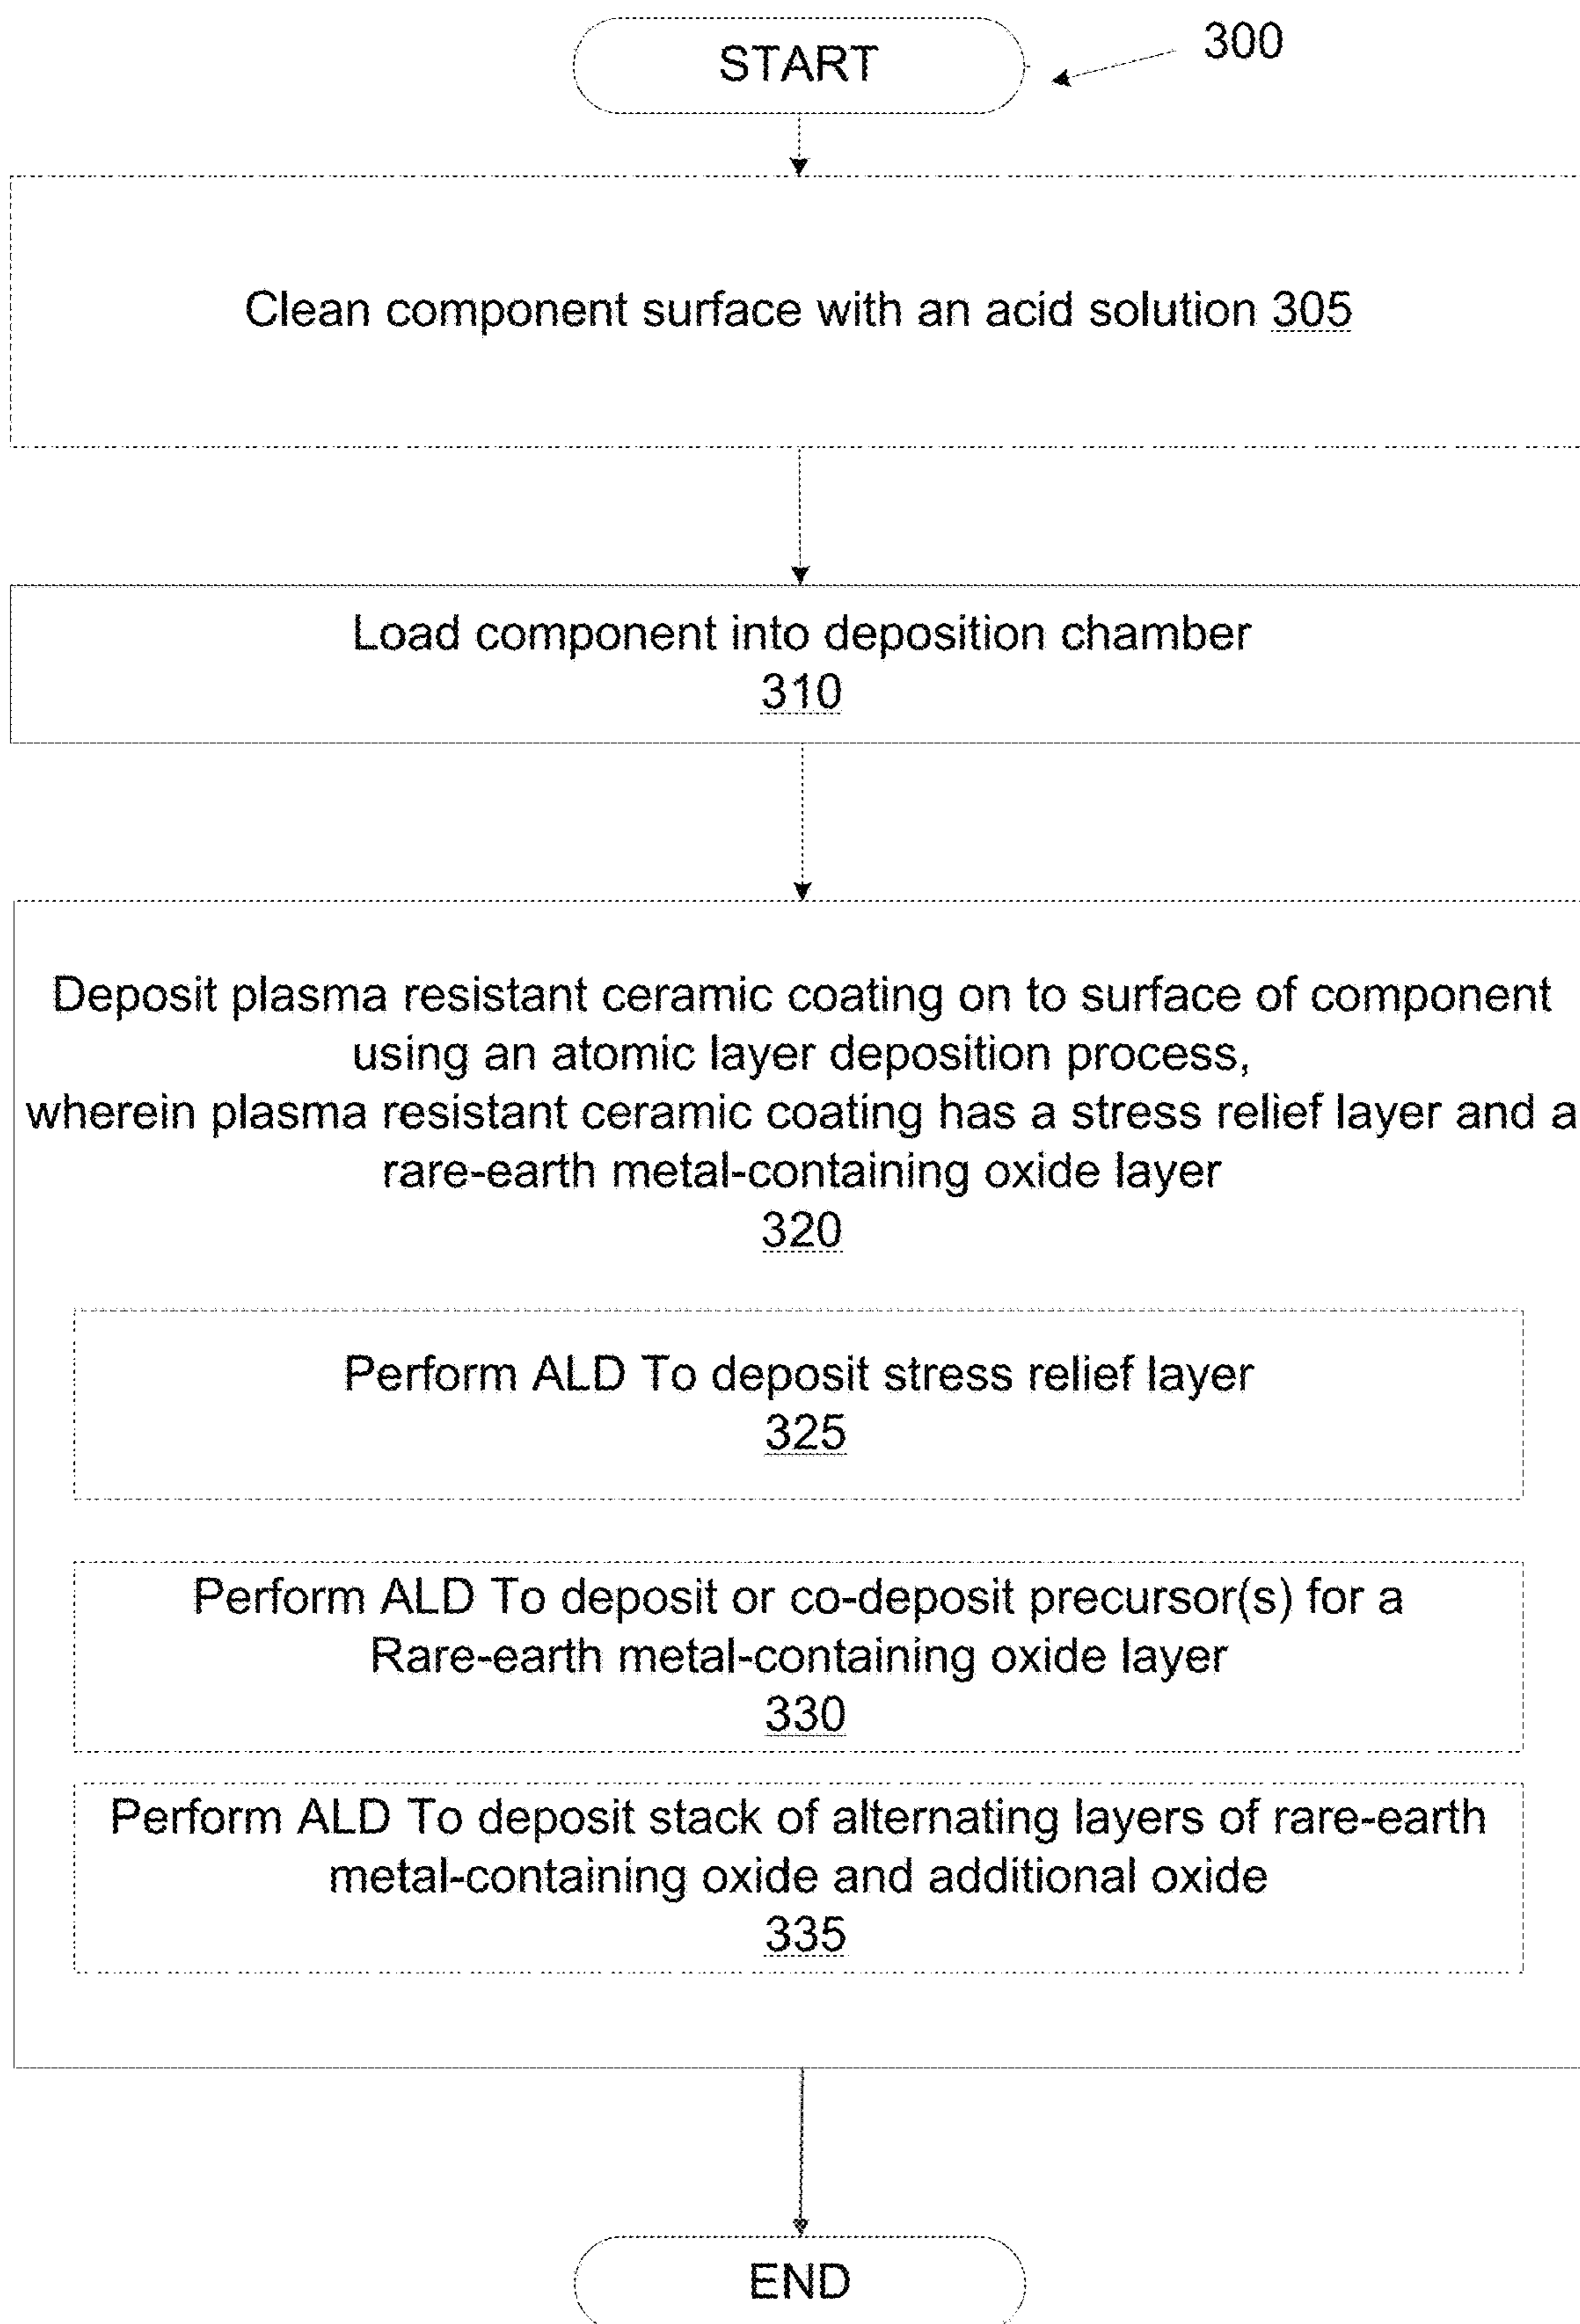 START
300
Clean component surface with an acid solution 305
Load component into deposition chamber
310
Deposit plasma resistant ceramic coating on to surface of component
using an atomic layer deposition process,
wherein plasma resistant ceramic coating has a stress relief layer and a
rare-earth metal-containing oxide layer
320
Perform ALD To deposit stress relief layer
325
Perform ALD To deposit or co-deposit precursor(s) for a
Rare-earth metal-containing oxide layer
330
Perform ALD To deposit stack of alternating layers of rare-earth
metal-containing oxide and additional oxide
335
END